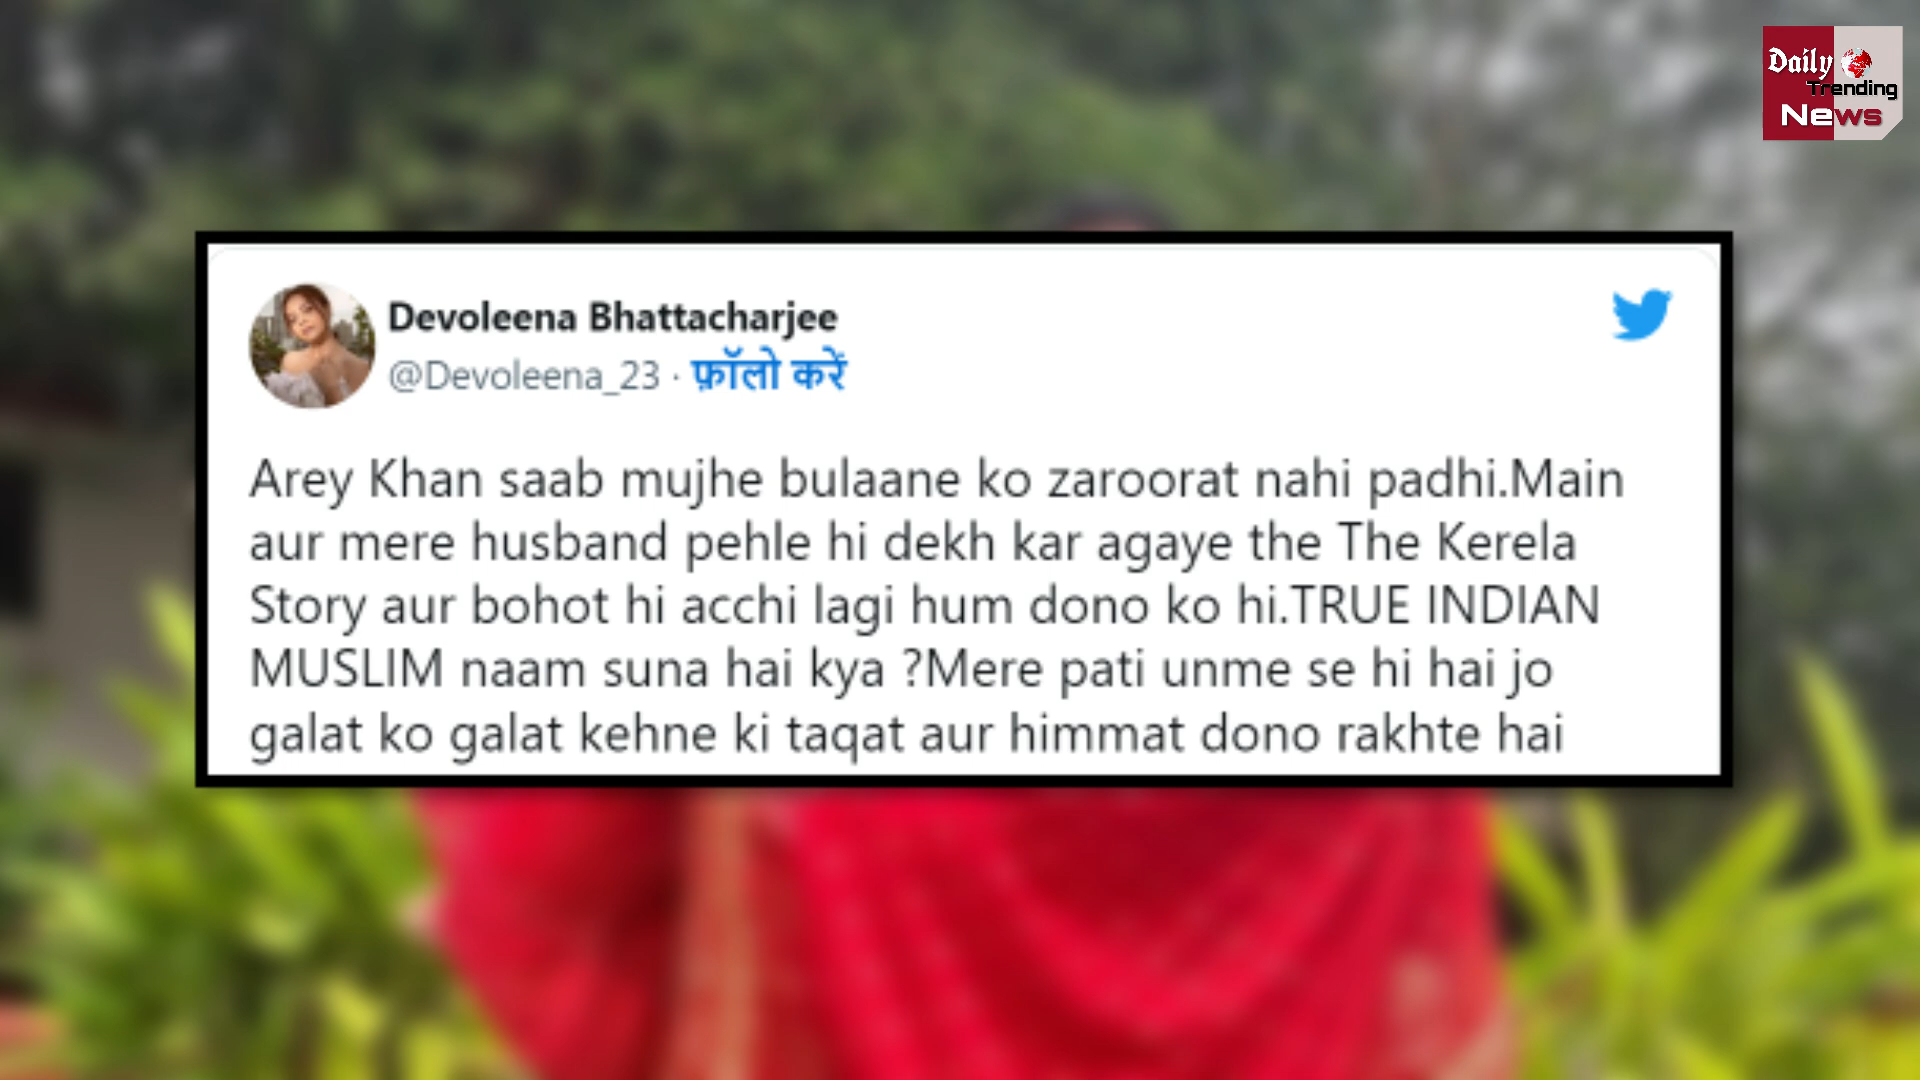 Daily
Trending
News
Devoleena Bhattacharjee
@Devoleena_23 · फ़ॉलो करें
Arey Khan saab mujhe bulaane ko zaroorat nahi padhi.Main
aur mere husband pehle hi dekh kar agaye the The Kerela
Story aur bohot hi acchi lagi hum dono ko hi.TRUE INDIAN
MUSLIM naam suna hai kya ?Mere pati unme se hi hai jo
galat ko galat kehne ki taqat aur himmat dono rakhte hai